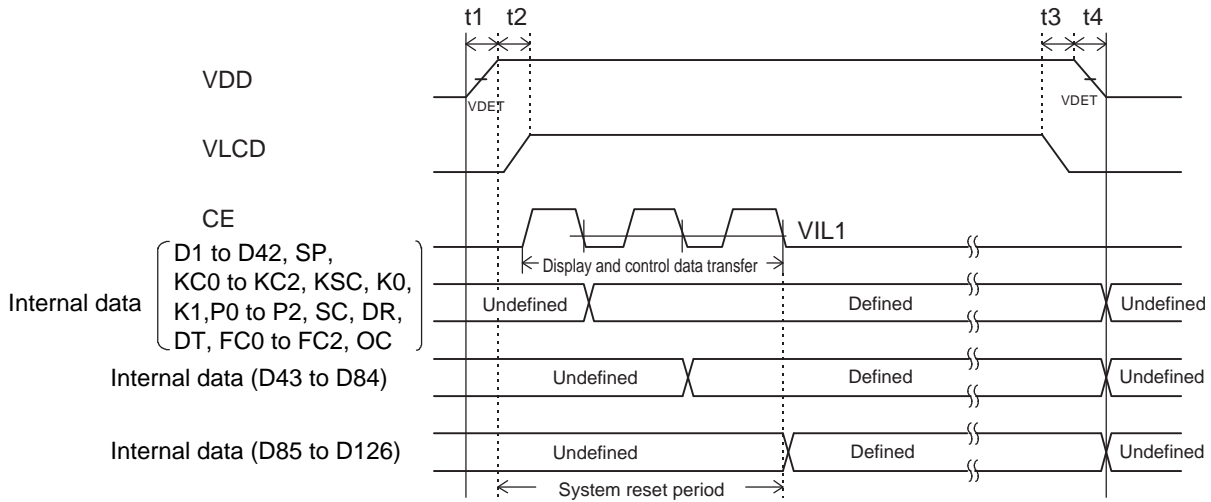 t1 t2 t3 t4
VDD
VDET VDET
VLCD
CE
VIL1
D1 to D42, SP,
Display and control data transfer
KC0 to KC2, KSC, K0,
Internal data K1,P0 to P2, SC, DR, Undefined Defined Undefined
DT, FC0 to FC2, OC
Internal data (D43 to D84) Undefined Defined Undefined
Internal data (D85 to D126) Undefined Defined Undefined
System reset period